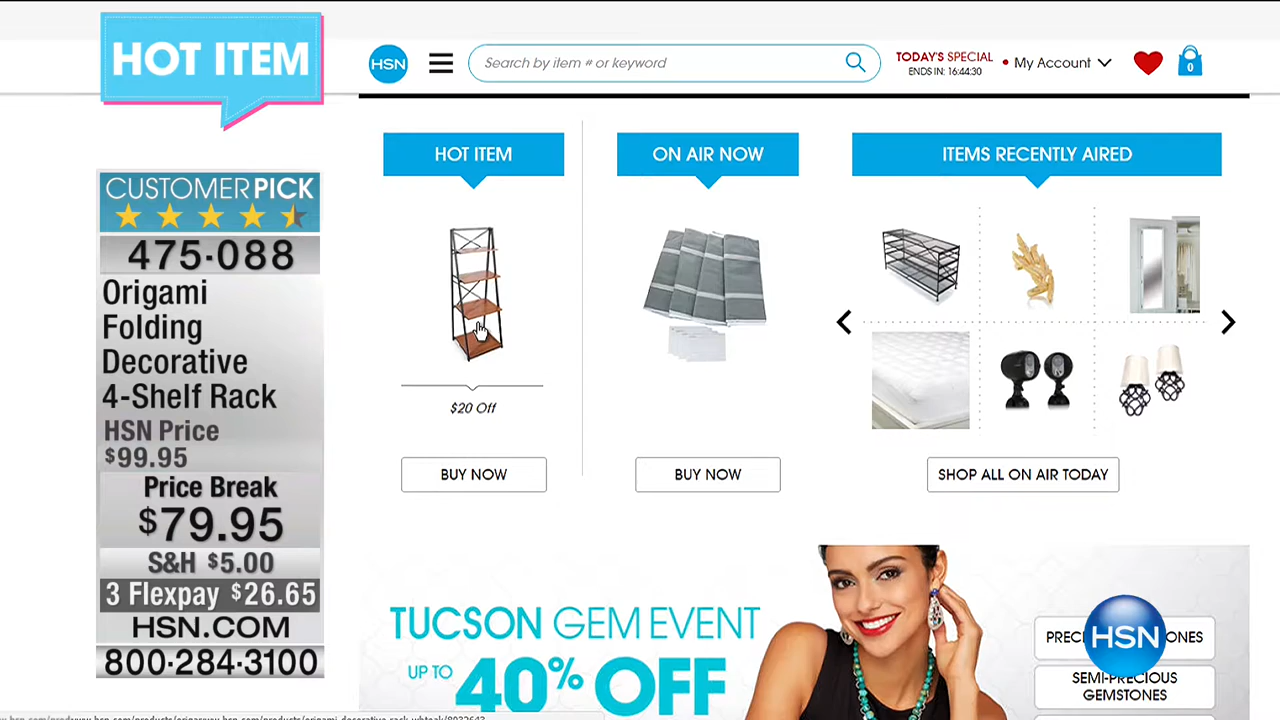 HOT ITEM
CUSTOMERPICK
475·088
Origami
Folding
Decorative
4-Shelf Rack
HSN Price
$99.95
Price Break
$79.95
S&H $5.00
3 Flexpay $26.65
HSN.COM
800·284·3100
HSN
Search by item # or keyword
TODAY'S SPECIAL
ENDS IN: 16:44:30
My Account
0
HOT ITEM
$20 Off
BUY NOW
ON AIR NOW
BUY NOW
ITEMS RECENTLY AIRED
SHOP ALL ON AIR TODAY
TUCSON GEM EVENT
UP TO 40% OFF
HSN
SEMI-PRECIOUS
GEMSTONES